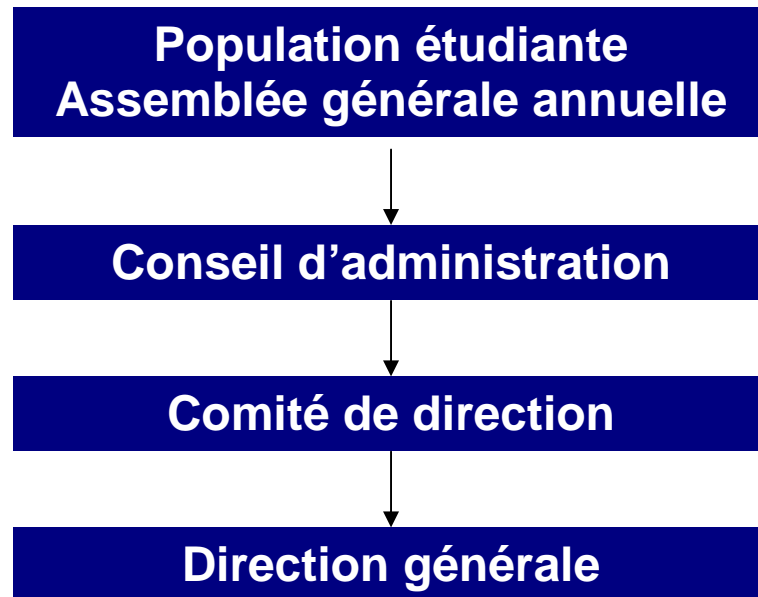 Population étudiante
Assemblée générale annuelle
Conseil d’administration
Comité de direction
Direction générale